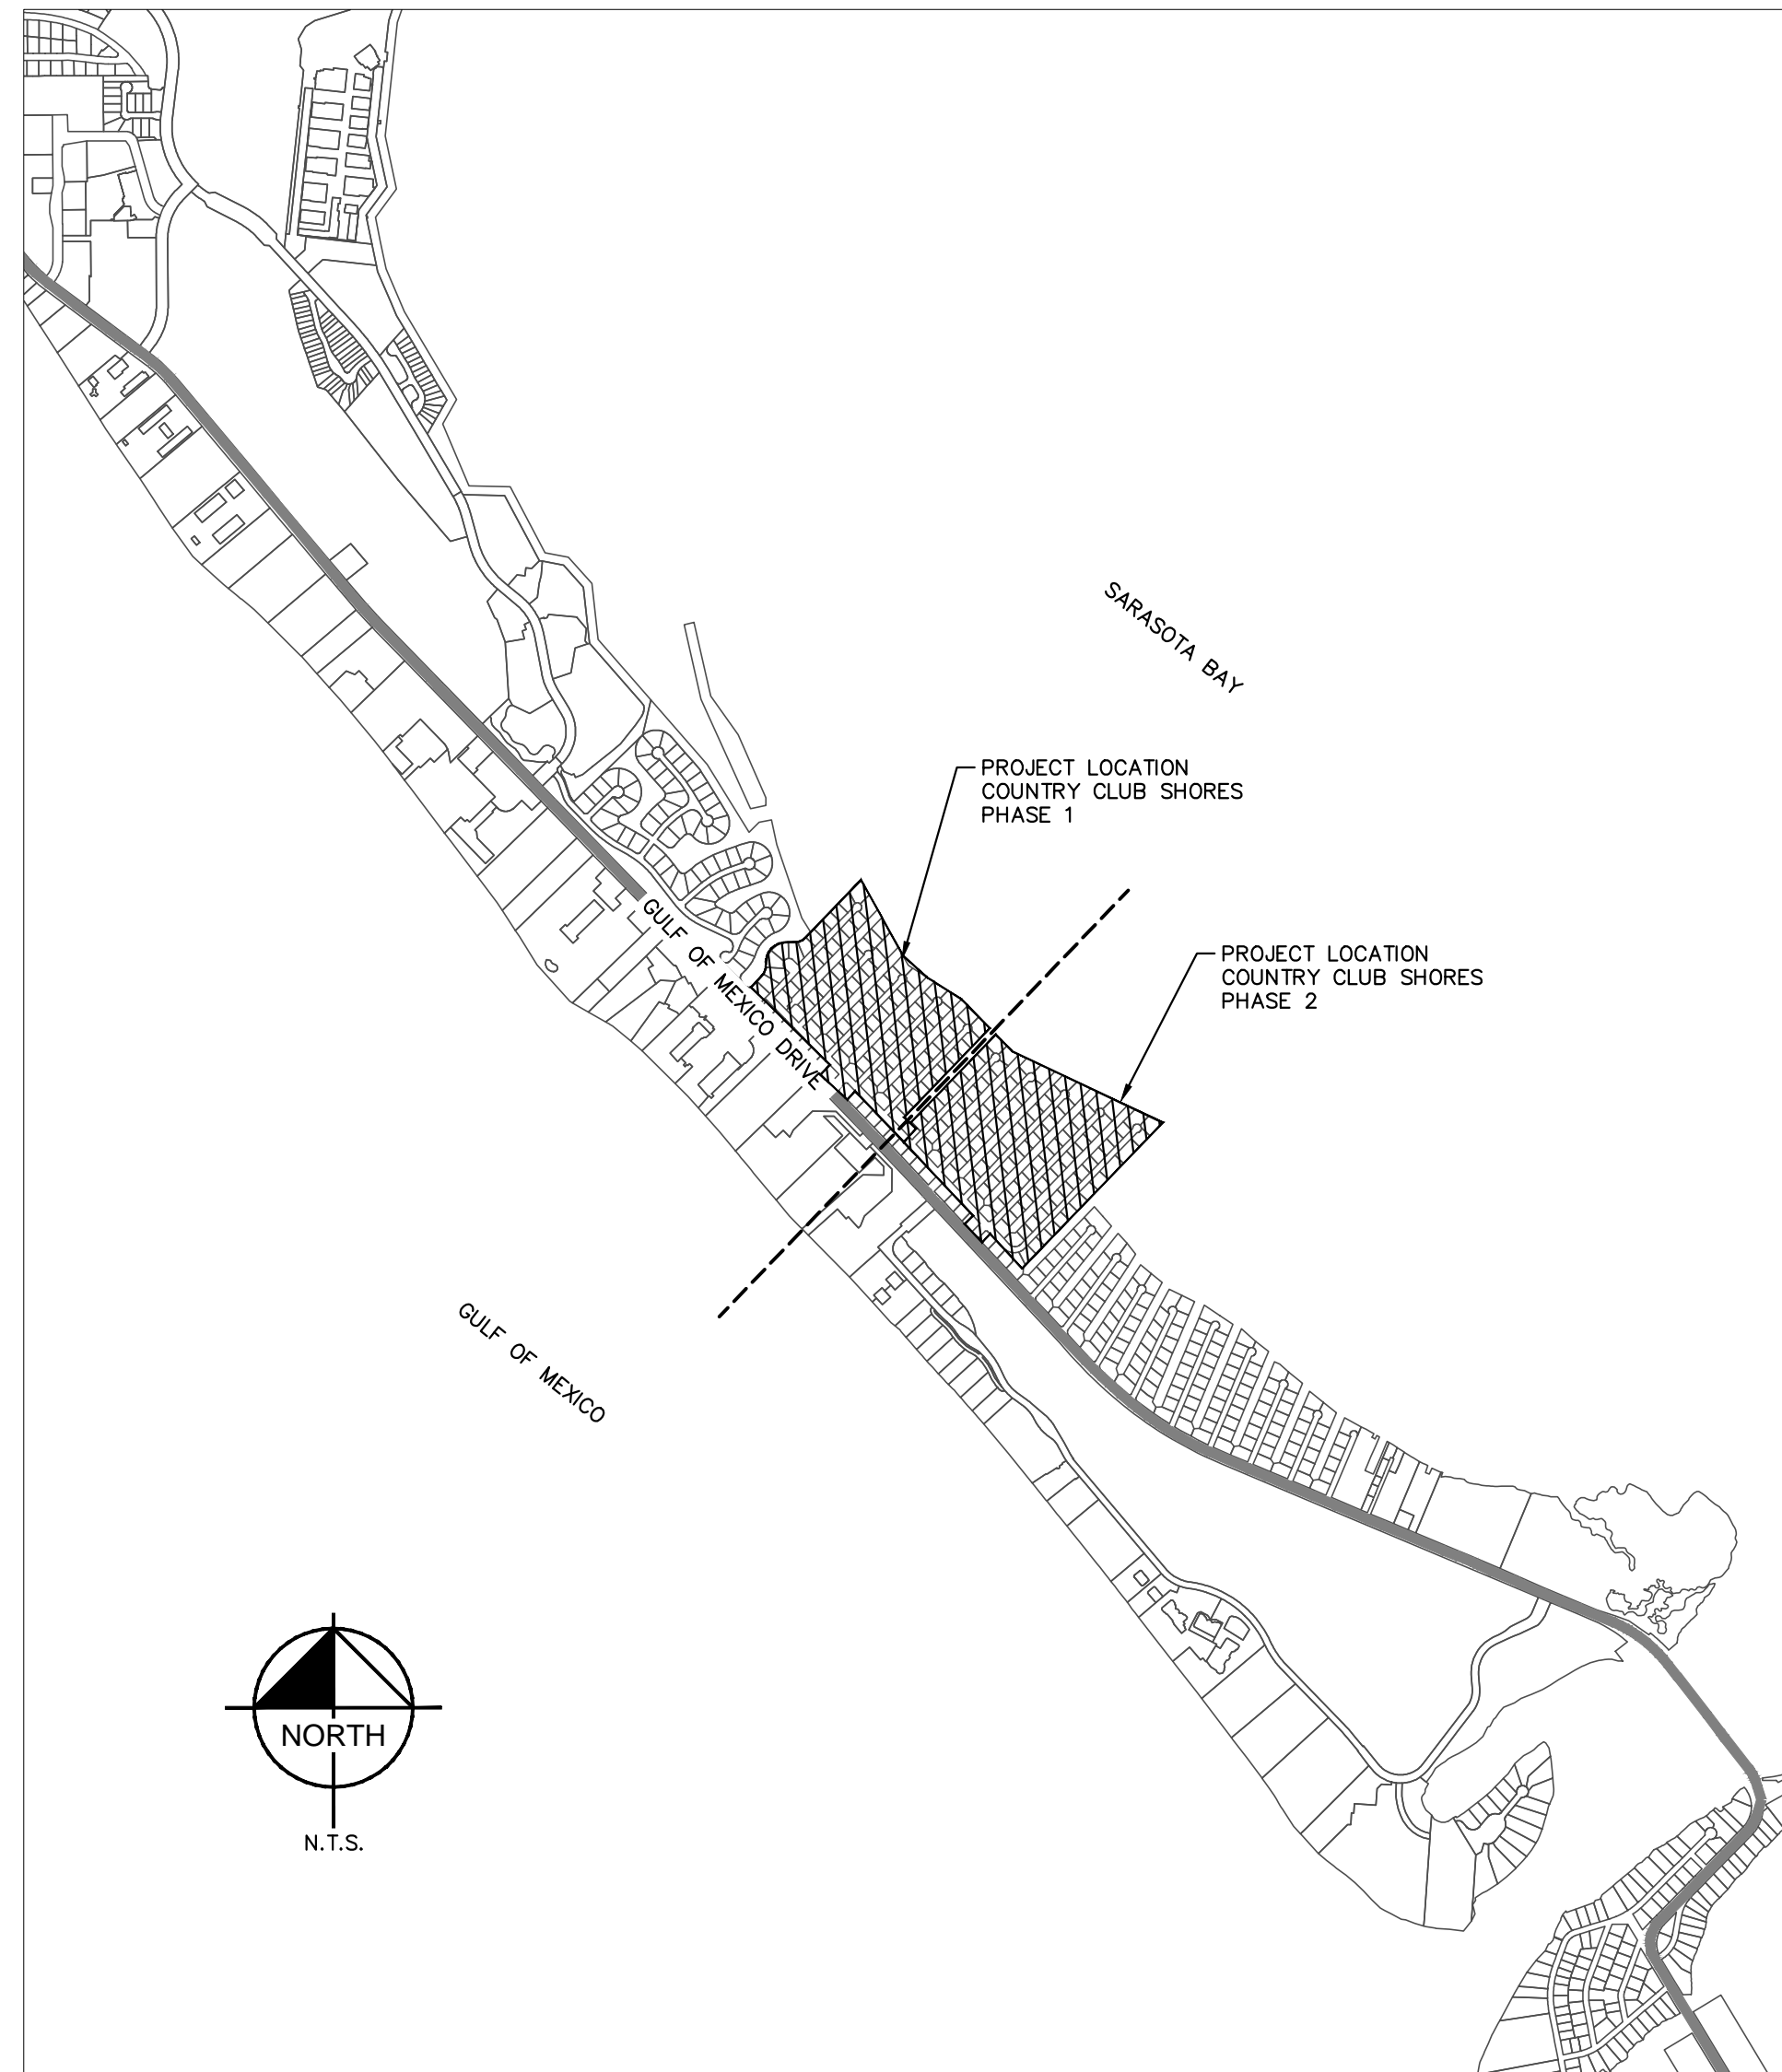 SARASOTA BAY
PROJECT LOCATION
COUNTRY CLUB SHORES
PHASE 1
PROJECT LOCATION
COUNTRY CLUB SHORES
PHASE 2
GULF OF MEXICO DRIVE
GULF OF MEXICO
NORTH
N.T.S.